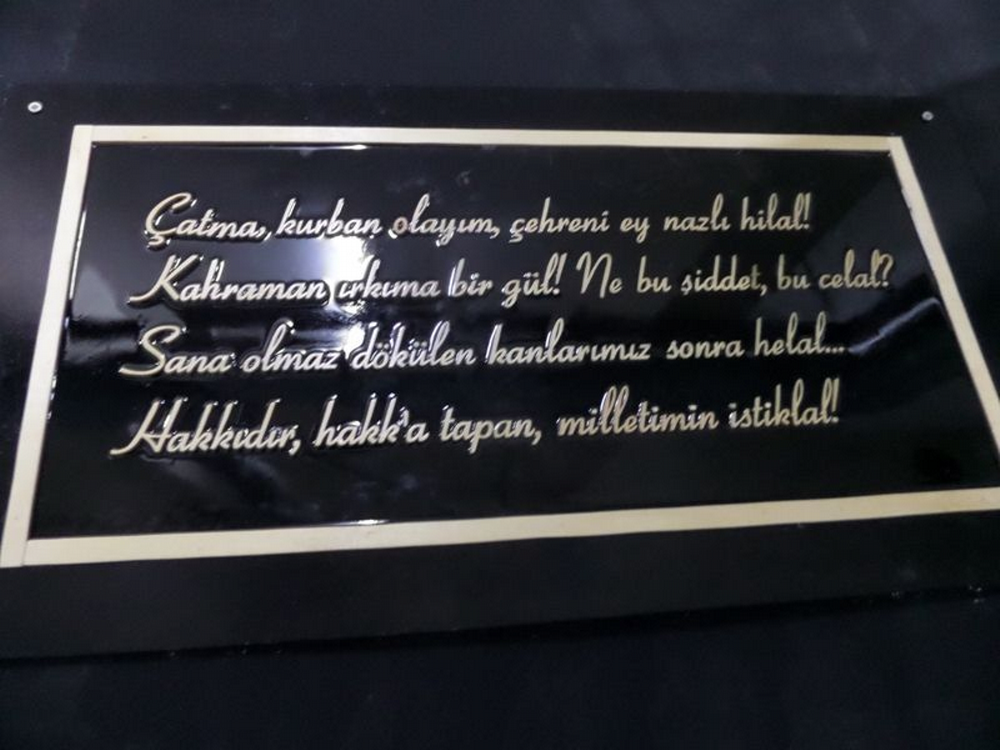 Çatma, kurban olayım, çehreni ey nazlı hilal!
Kahraman ırkıma bir gül! Ne bu şiddet, bu celal?
Sana olmaz dökülen kanlarımız sonra helal...
Hakkıdır, hakk'a tapan, milletimin istiklal!